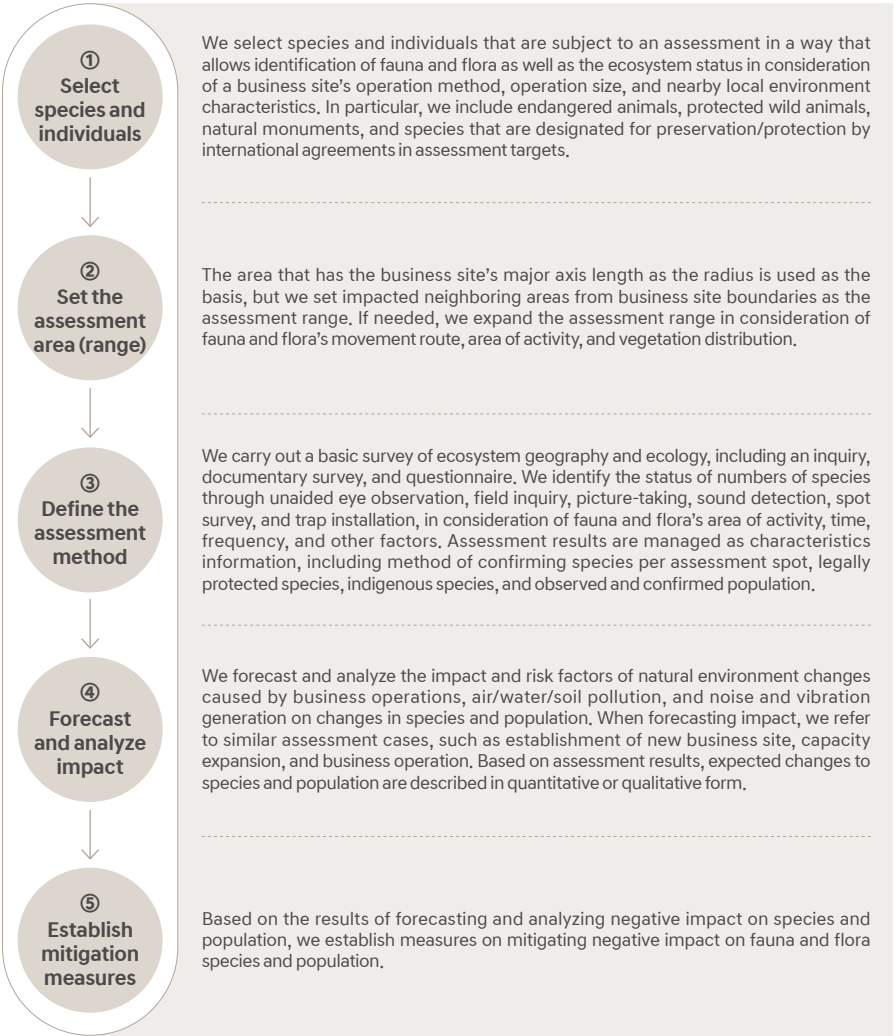 ①
Select
species and
individuals
We select species and individuals that are subject to an assessment in a way that
allows identification of fauna and flora as well as the ecosystem status in consideration
of a business site’s operation method, operation size, and nearby local environment
characteristics. In particular, we include endangered animals, protected wild animals,
natural monuments, and species that are designated for preservation/protection by
international agreements in assessment targets.
②
Set the
assessment
area (range)
The area that has the business site’s major axis length as the radius is used as the
basis, but we set impacted neighboring areas from business site boundaries as the
assessment range. If needed, we expand the assessment range in consideration of
fauna and flora’s movement route, area of activity, and vegetation distribution.
③
Define the
assessment
method
We carry out a basic survey of ecosystem geography and ecology, including an inquiry,
documentary survey, and questionnaire. We identify the status of numbers of species
through unaided eye observation, field inquiry, picture-taking, sound detection, spot
survey, and trap installation, in consideration of fauna and flora’s area of activity, time,
frequency, and other factors. Assessment results are managed as characteristics
information, including method of confirming species per assessment spot, legally
protected species, indigenous species, and observed and confirmed population.
④
Forecast
and analyze
impact
We forecast and analyze the impact and risk factors of natural environment changes
caused by business operations, air/water/soil pollution, and noise and vibration
generation on changes in species and population. When forecasting impact, we refer
to similar assessment cases, such as establishment of new business site, capacity
expansion, and business operation. Based on assessment results, expected changes to
species and population are described in quantitative or qualitative form.
⑤
Establish
mitigation
measures
Based on the results of forecasting and analyzing negative impact on species and
population, we establish measures on mitigating negative impact on fauna and flora
species and population.